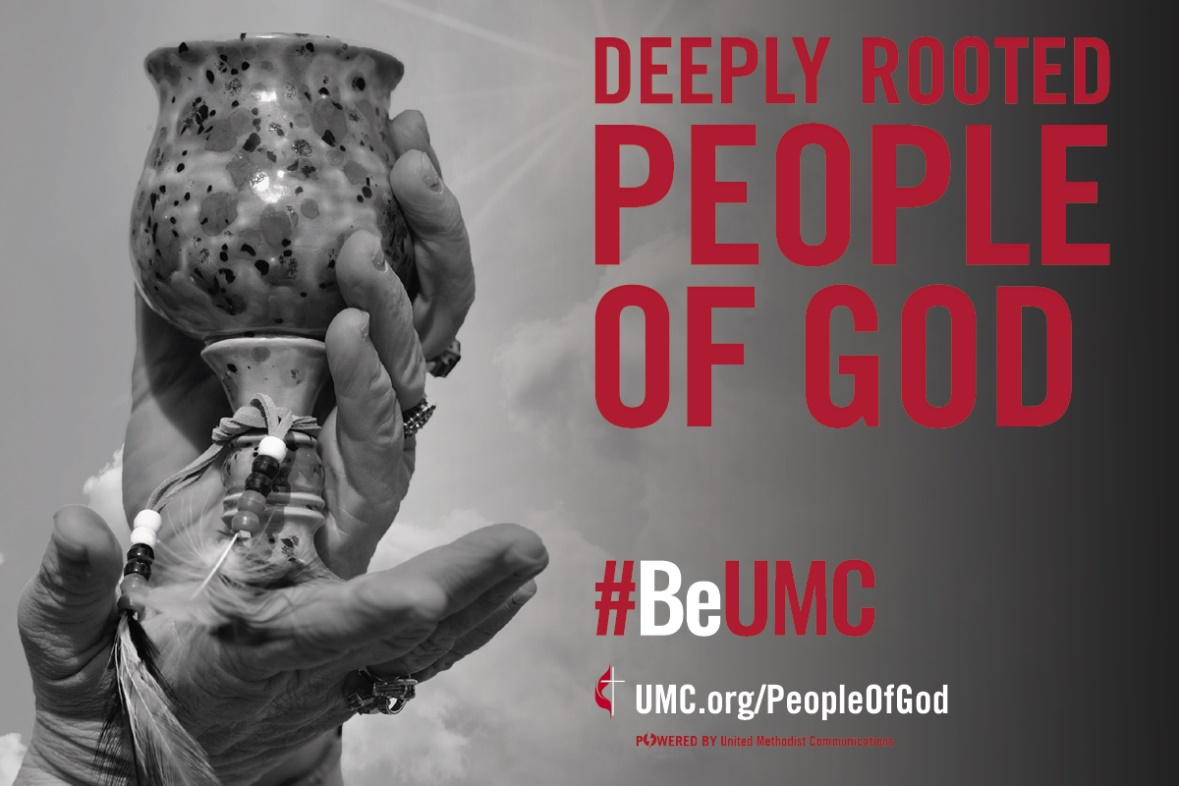 DEEPLY ROOTED
PEOPLE
OF GOD
#BeUMC
UMC.org/PeopleOfGod
POWERED BY United Methodist Communications